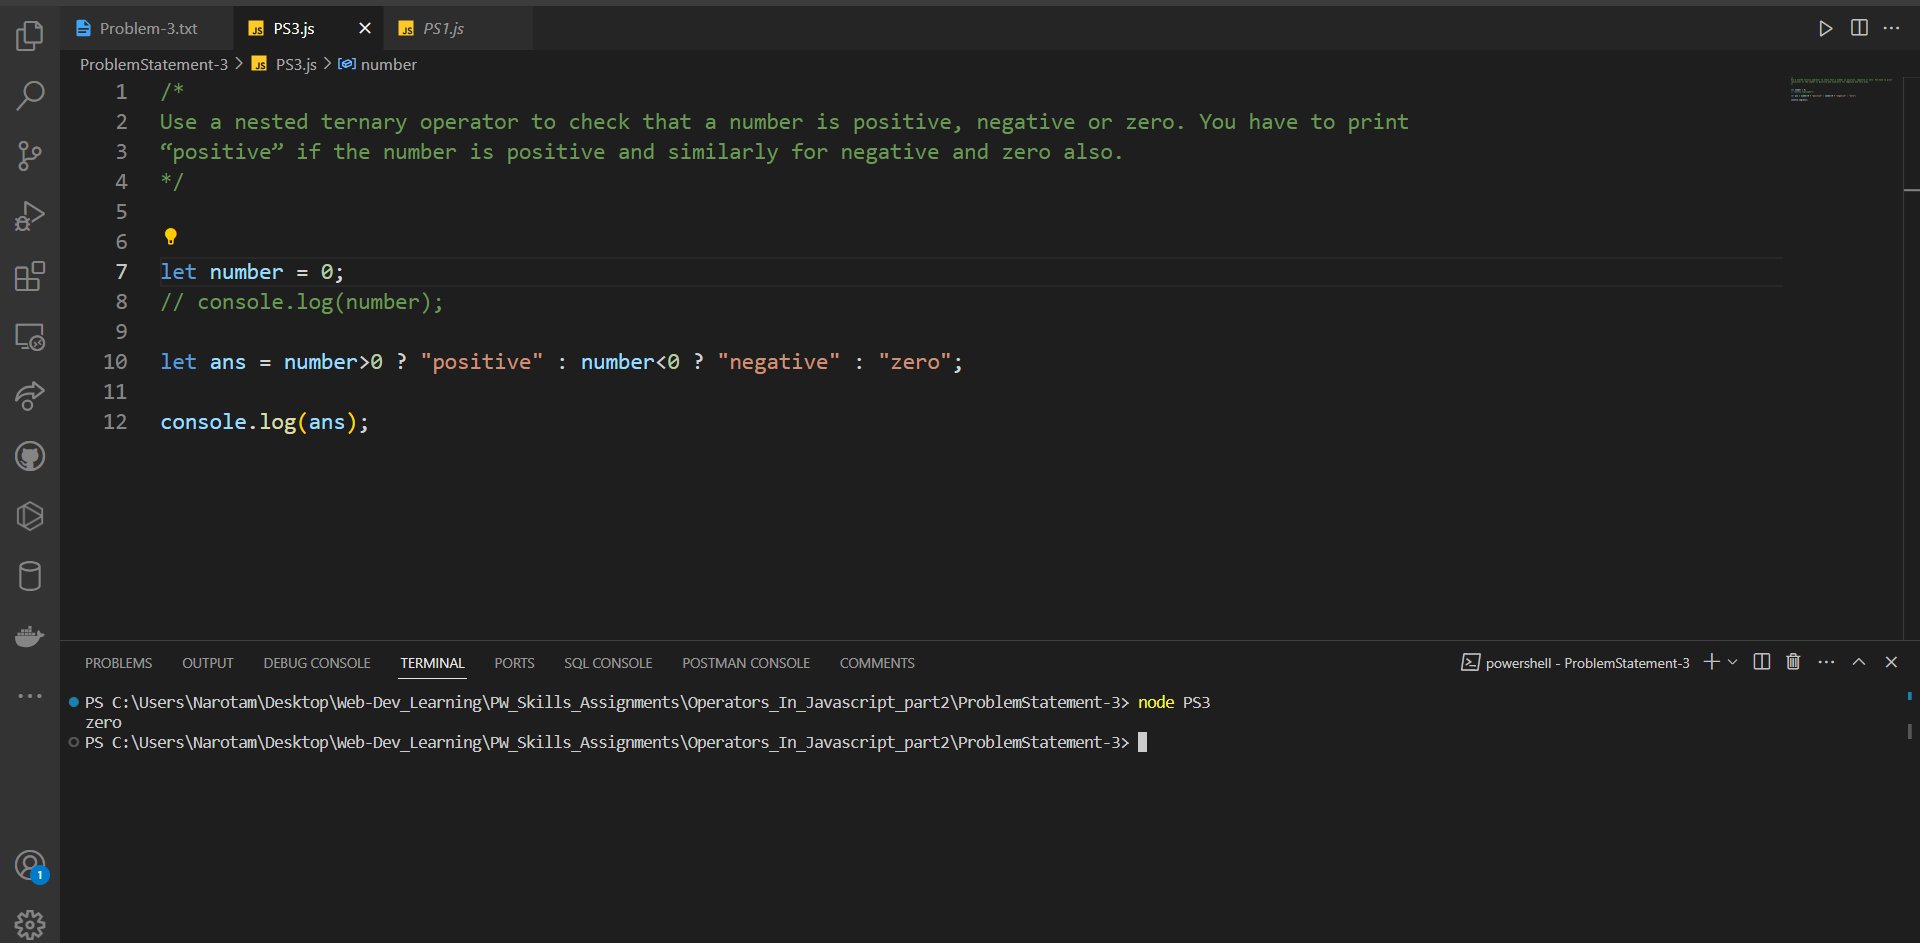 Problem-3.txt
JS PS3.js
JS PS1.js
ProblemStatement-3 > JS PS3.js > number
1 /*
2 Use a nested ternary operator to check that a number is positive, negative or zero. You have to print
3 “positive” if the number is positive and similarly for negative and zero also.
4 */
5
6
7 let number = 0;
8 // console.log(number);
9
10 let ans = number>0 ? "positive" : number<0 ? "negative" : "zero";
11
12 console.log(ans);
PROBLEMS OUTPUT DEBUG CONSOLE TERMINAL PORTS SQL CONSOLE POSTMAN CONSOLE COMMENTS
powershell - ProblemStatement-3
PS C:\Users\Narotam\Desktop\Web-Dev_Learning\PW_Skills_Assignments\Operators_In_Javascript_part2\ProblemStatement-3> node PS3
zero
PS C:\Users\Narotam\Desktop\Web-Dev_Learning\PW_Skills_Assignments\Operators_In_Javascript_part2\ProblemStatement-3>
1